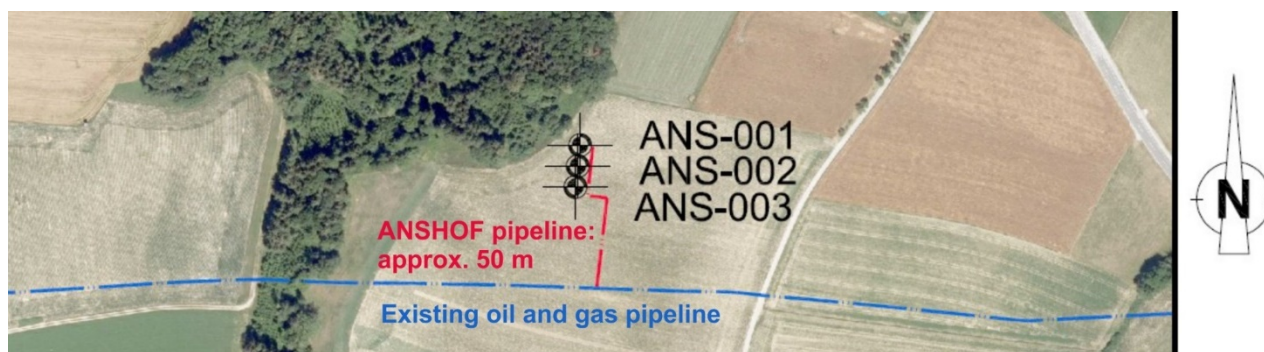 ANS-001
ANS-002
ANS-003
ANSHOF pipeline:
approx. 50 m
Existing oil and gas pipeline
N